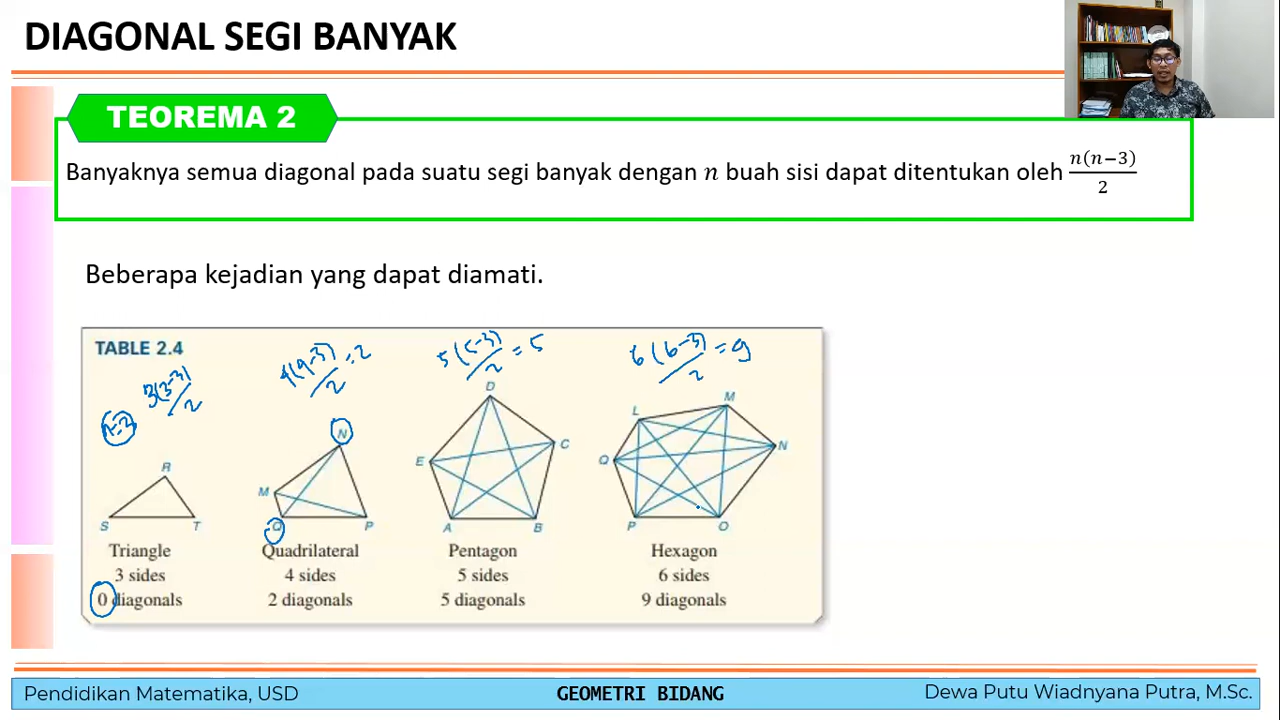 DIAGONAL SEGI BANYAK
TEOREMA 2
Banyaknya semua diagonal pada suatu segi banyak dengan n buah sisi dapat ditentukan oleh n(n−3)/2
Beberapa kejadian yang dapat diamati.
TABLE 2.4
n=3
3(3-3)/2
4(4-3)/2 = 2
5(5-3)/2 = 5
6(6-3)/2 = 9
R
S T
N
M
Q P
D
E C
A B
L M
Q N
P O
Triangle
3 sides
0 diagonals
Quadrilateral
4 sides
2 diagonals
Pentagon
5 sides
5 diagonals
Hexagon
6 sides
9 diagonals
Pendidikan Matematika, USD
GEOMETRI BIDANG
Dewa Putu Wiadnyana Putra, M.Sc.